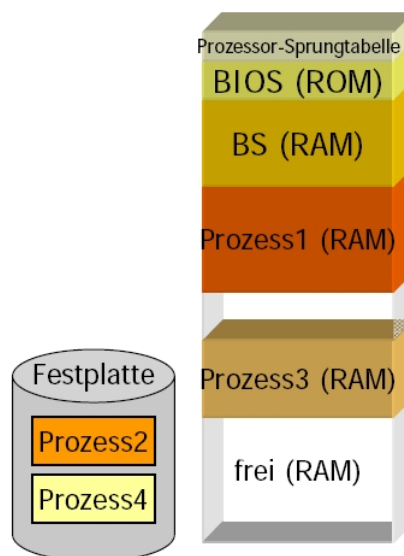 Prozessor-Sprungtabelle
BIOS (ROM)
BS (RAM)
Prozess1 (RAM)
Prozess3 (RAM)
frei (RAM)
Festplatte
Prozess2
Prozess4